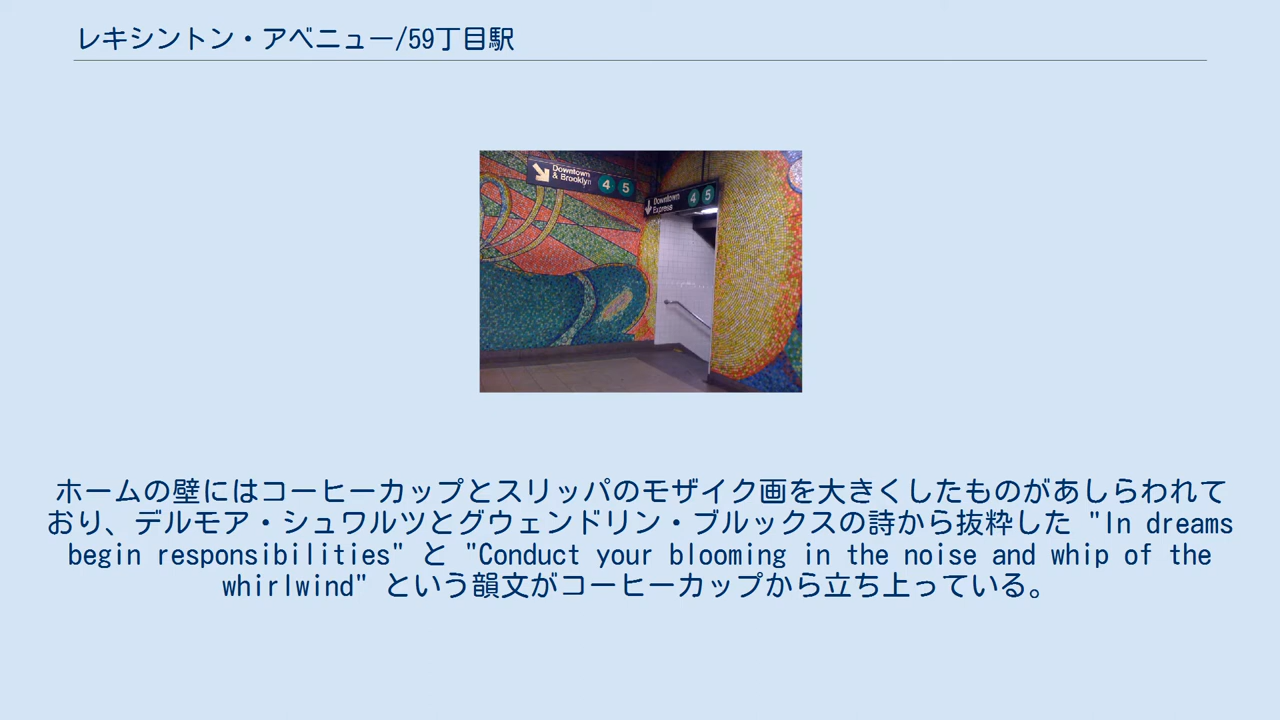 レキシントン・アベニュー/59丁目駅
Downtown
& Brooklyn
4 5
Downtown
Express
4 5
ホームの壁にはコーヒーカップとスリッパのモザイク画を大きくしたものがあしらわれて
おり、デルモア・シュワルツとグウェンドリン・ブルックスの詩から抜粋した "In dreams
begin responsibilities" と "Conduct your blooming in the noise and whip of the
whirlwind" という韻文がコーヒーカップから立ち上っている。